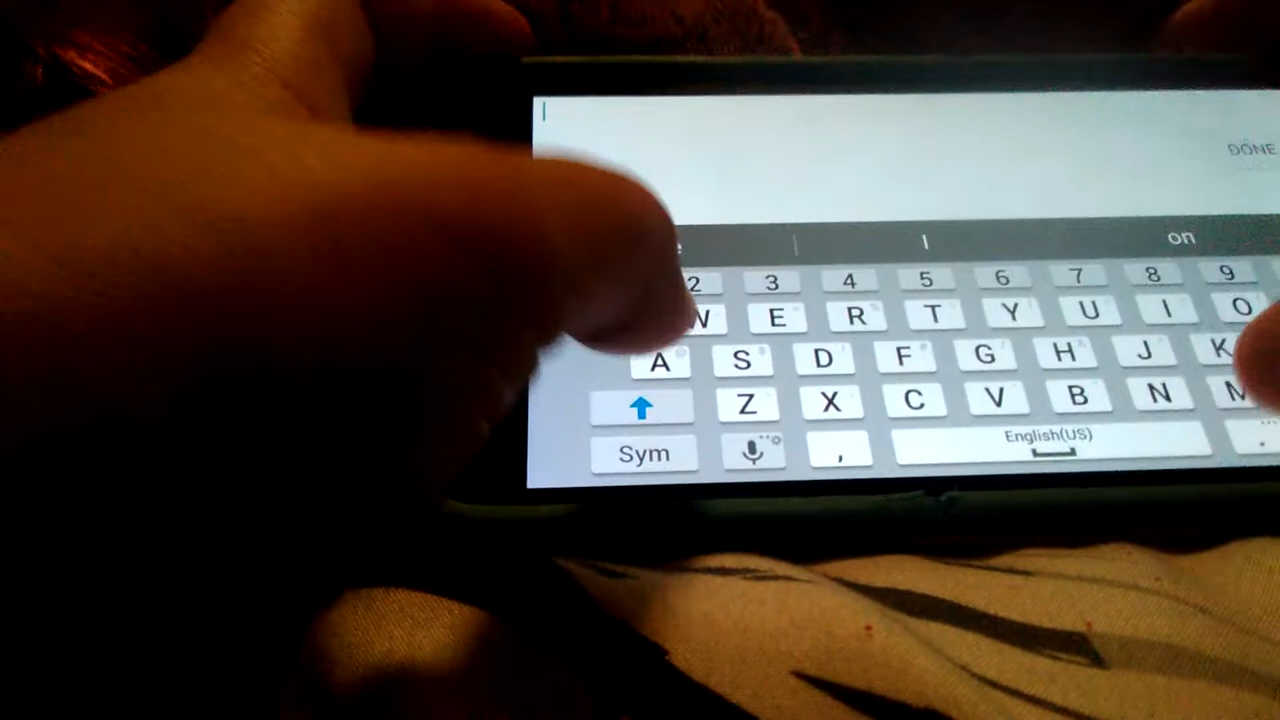 DONE
I on
2 3 4 5 6 7 8 9
W E R T Y U I O
A S D F G H J K
Z X C V B N M
Sym , English(US) .